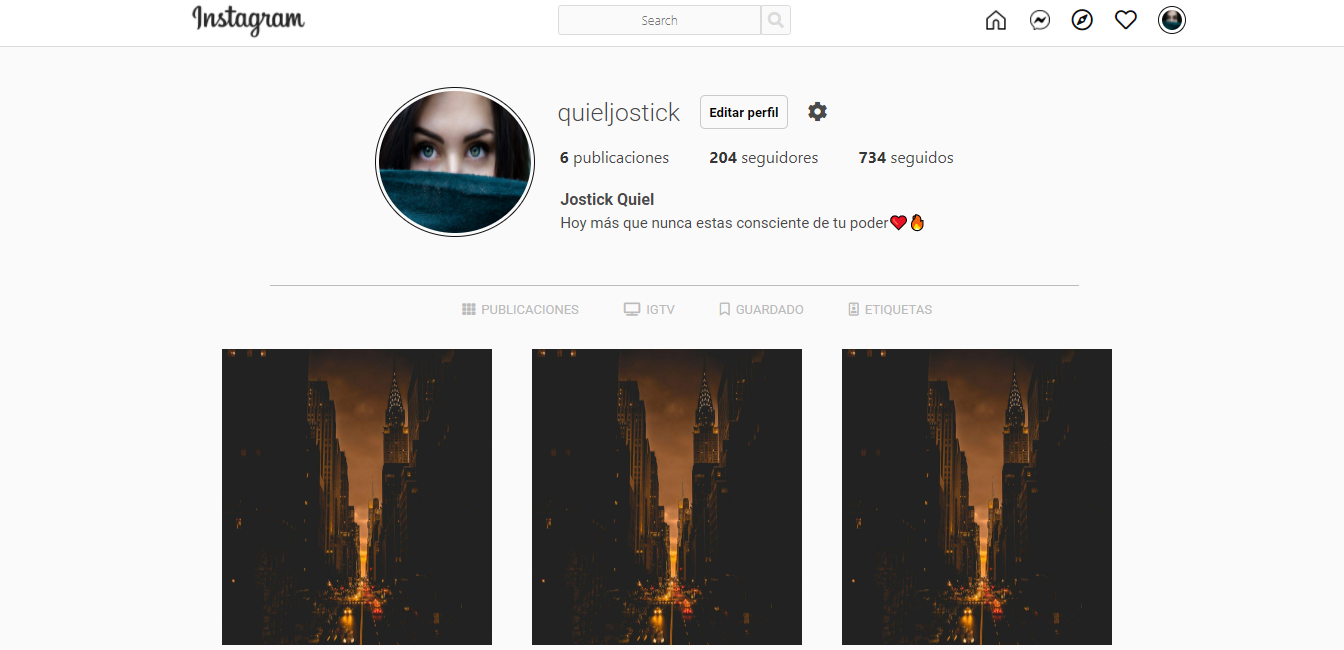 Instagram
Search
quieljostick
Editar perfil
6 publicaciones
204 seguidores
734 seguidos
Jostick Quiel
Hoy más que nunca estas consciente de tu poder❤️🔥
PUBLICACIONES
IGTV
GUARDADO
ETIQUETAS